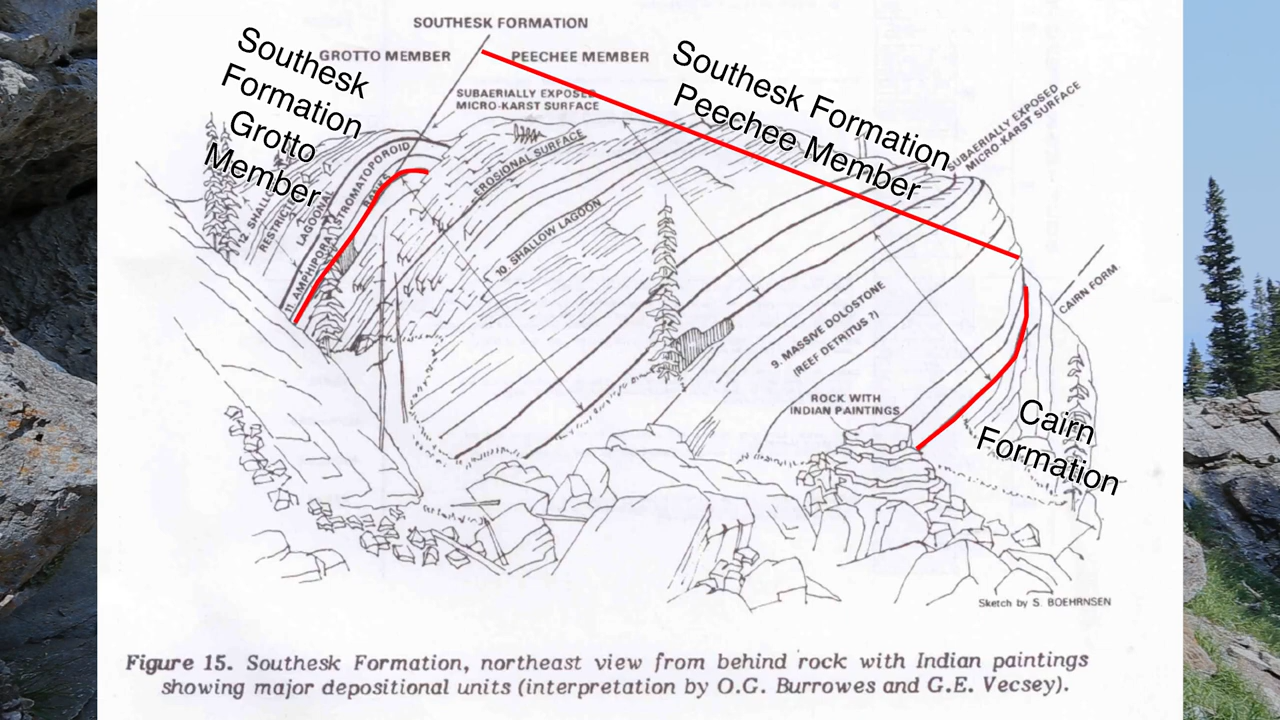 SOUTHESK FORMATION
GROTTO MEMBER
PEECHEE MEMBER
Southesk
Formation
Grotto
Member
Southesk Formation
Peechee Member
SUBAERIALLY EXPOSED
MICRO-KARST SURFACE
SUBAERIALLY EXPOSED
MICRO-KARST SURFACE
EROSIONAL SURFACE
12. SHALL
RESTRIC
LAGOONAL
11. AMPHIPORA STROMATOPOROID
BANKS
10. SHALLOW LAGOON
9. MASSIVE DOLOSTONE
(REEF DETRITUS ?)
CAIRN FORM
ROCK WITH
INDIAN PAINTINGS
Cairn
Formation
Sketch by S. BOEHRNSEN
Figure 15. Southesk Formation, northeast view from behind rock with Indian paintings
showing major depositional units (interpretation by O.G. Burrowes and G.E. Vecsey).